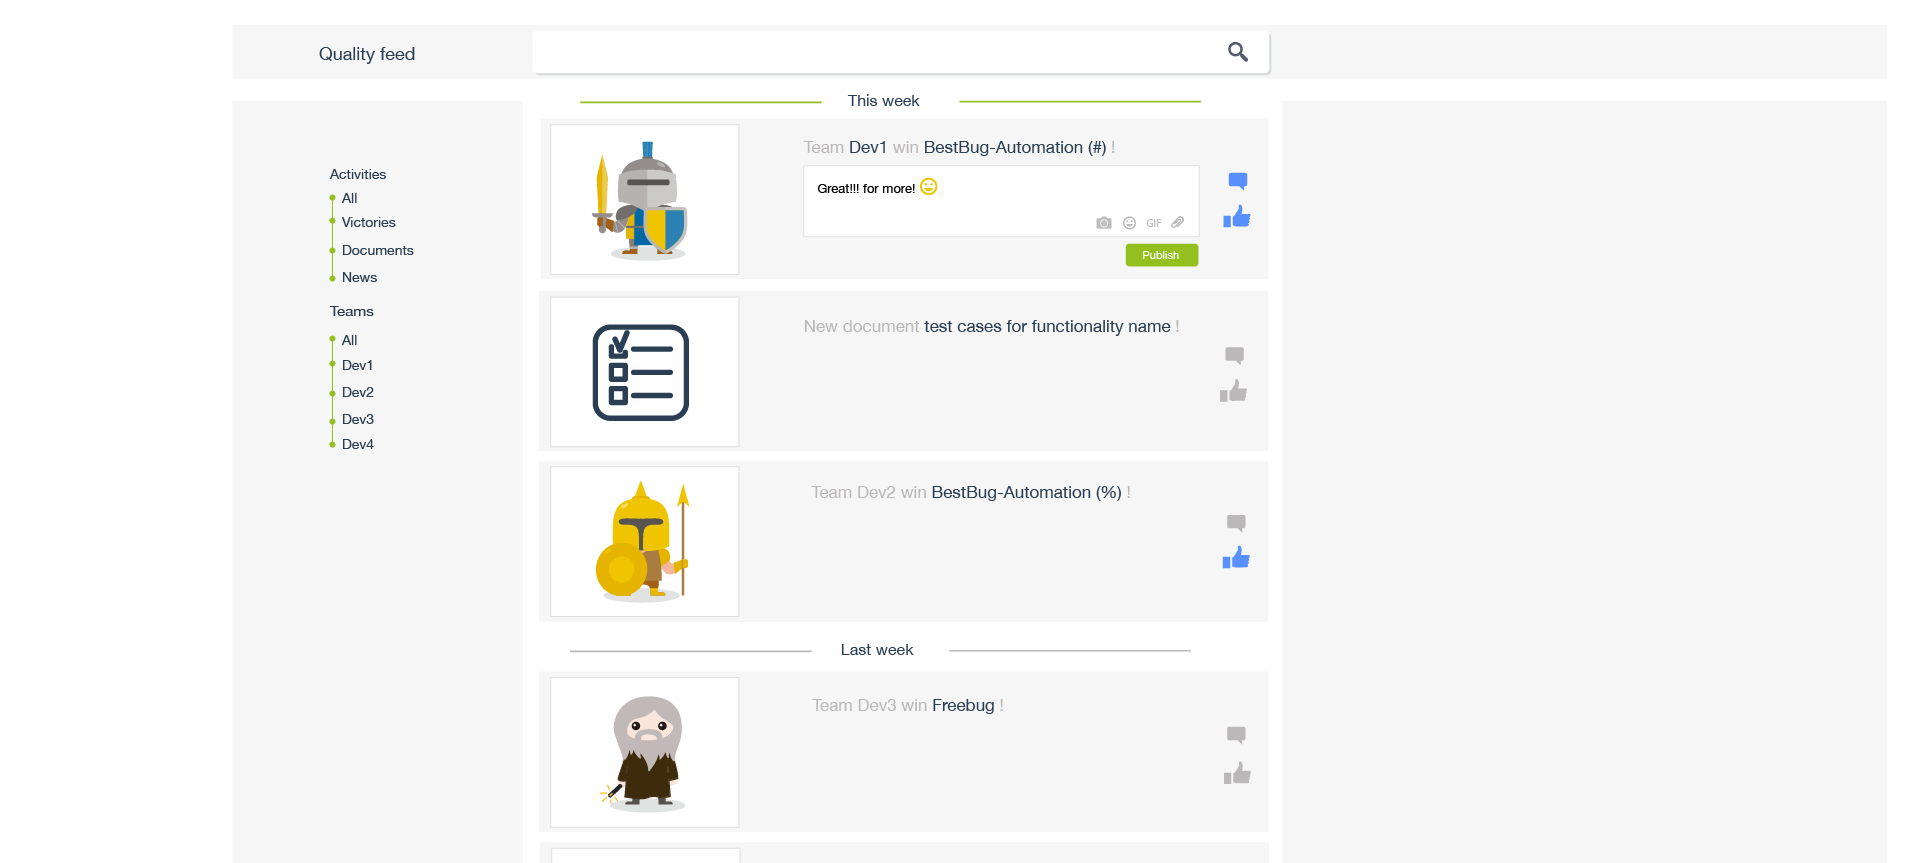 Quality feed
Activities
All
Victories
Documents
News
Teams
All
Dev1
Dev2
Dev3
Dev4
This week
Team Dev1 win BestBug-Automation (#) !
Great!!! for more!
GIF
Publish
New document test cases for functionality name !
Team Dev2 win BestBug-Automation (%) !
Last week
Team Dev3 win Freebug !